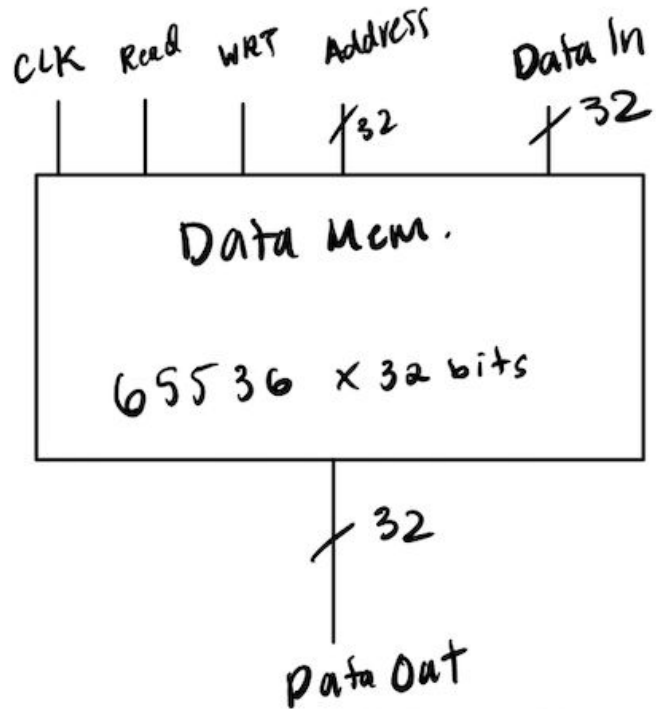 CLK Read WRT Address Data In
32 32
Data Mem.
65536 x 32 bits
32
Data Out